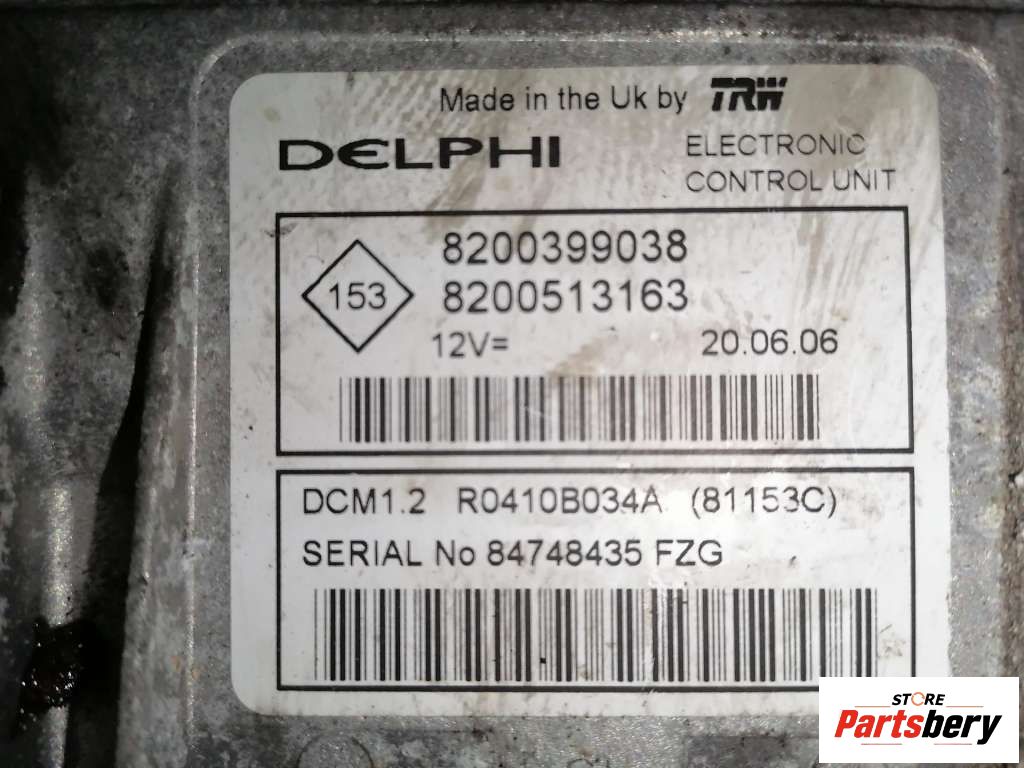 Made in the Uk by TRW
DELPHI
ELECTRONIC
CONTROL UNIT
153
8200399038
8200513163
12V= 20.06.06
DCM1.2 R0410B034A (81153C)
SERIAL No 84748435 FZG
STORE
Partsbery